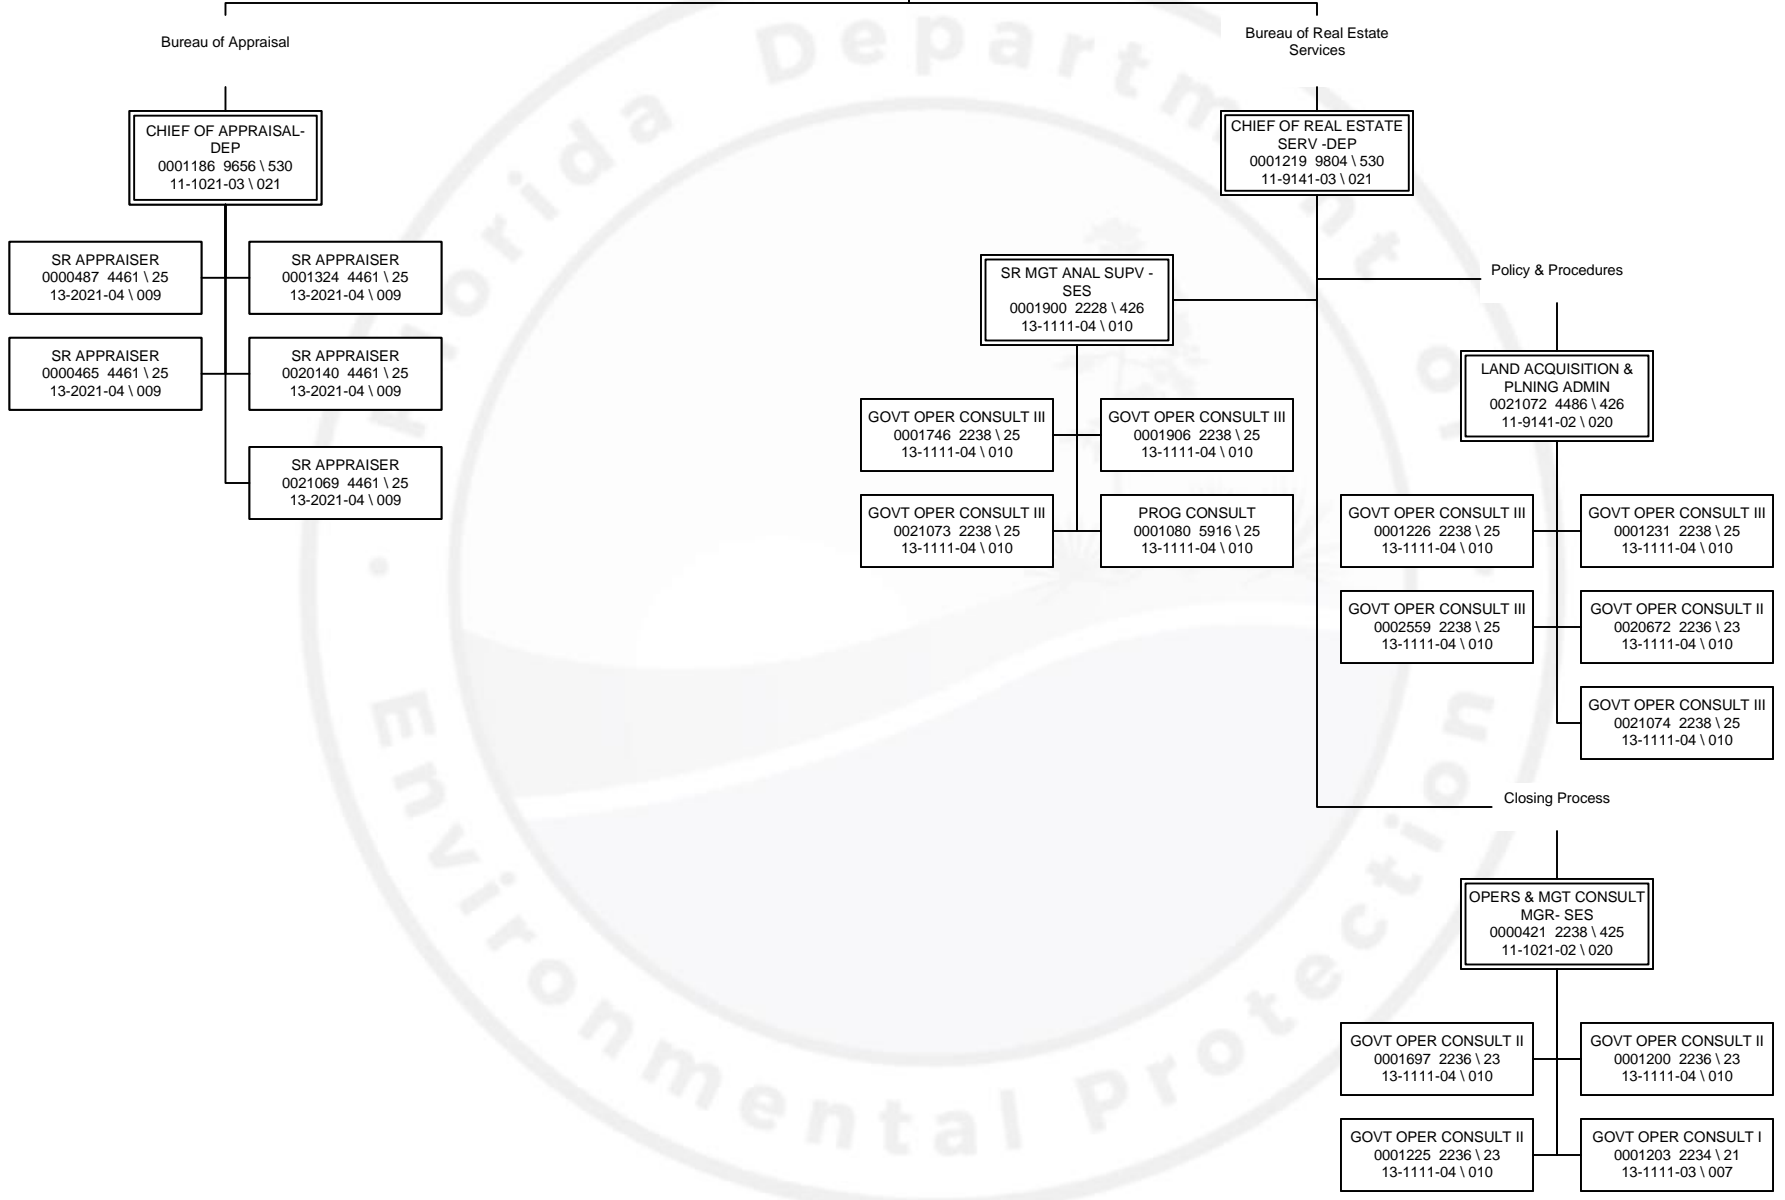 Florida Department of
Environmental Protection
Bureau of Appraisal
CHIEF OF APPRAISAL-
DEP
0001186 9656 \ 530
11-1021-03 \ 021
SR APPRAISER
0000487 4461 \ 25
13-2021-04 \ 009
SR APPRAISER
0001324 4461 \ 25
13-2021-04 \ 009
SR APPRAISER
0000465 4461 \ 25
13-2021-04 \ 009
SR APPRAISER
0020140 4461 \ 25
13-2021-04 \ 009
SR APPRAISER
0021069 4461 \ 25
13-2021-04 \ 009
Bureau of Real Estate
Services
CHIEF OF REAL ESTATE
SERV -DEP
0001219 9804 \ 530
11-9141-03 \ 021
SR MGT ANAL SUPV -
SES
0001900 2228 \ 426
13-1111-04 \ 010
GOVT OPER CONSULT III
0001746 2238 \ 25
13-1111-04 \ 010
GOVT OPER CONSULT III
0001906 2238 \ 25
13-1111-04 \ 010
GOVT OPER CONSULT III
0021073 2238 \ 25
13-1111-04 \ 010
PROG CONSULT
0001080 5916 \ 25
13-1111-04 \ 010
Policy & Procedures
LAND ACQUISITION &
PLNING ADMIN
0021072 4486 \ 426
11-9141-02 \ 020
GOVT OPER CONSULT III
0001226 2238 \ 25
13-1111-04 \ 010
GOVT OPER CONSULT III
0001231 2238 \ 25
13-1111-04 \ 010
GOVT OPER CONSULT III
0002559 2238 \ 25
13-1111-04 \ 010
GOVT OPER CONSULT II
0020672 2236 \ 23
13-1111-04 \ 010
GOVT OPER CONSULT III
0021074 2238 \ 25
13-1111-04 \ 010
Closing Process
OPERS & MGT CONSULT
MGR- SES
0000421 2238 \ 425
11-1021-02 \ 020
GOVT OPER CONSULT II
0001697 2236 \ 23
13-1111-04 \ 010
GOVT OPER CONSULT II
0001200 2236 \ 23
13-1111-04 \ 010
GOVT OPER CONSULT II
0001225 2236 \ 23
13-1111-04 \ 010
GOVT OPER CONSULT I
0001203 2234 \ 21
13-1111-03 \ 007